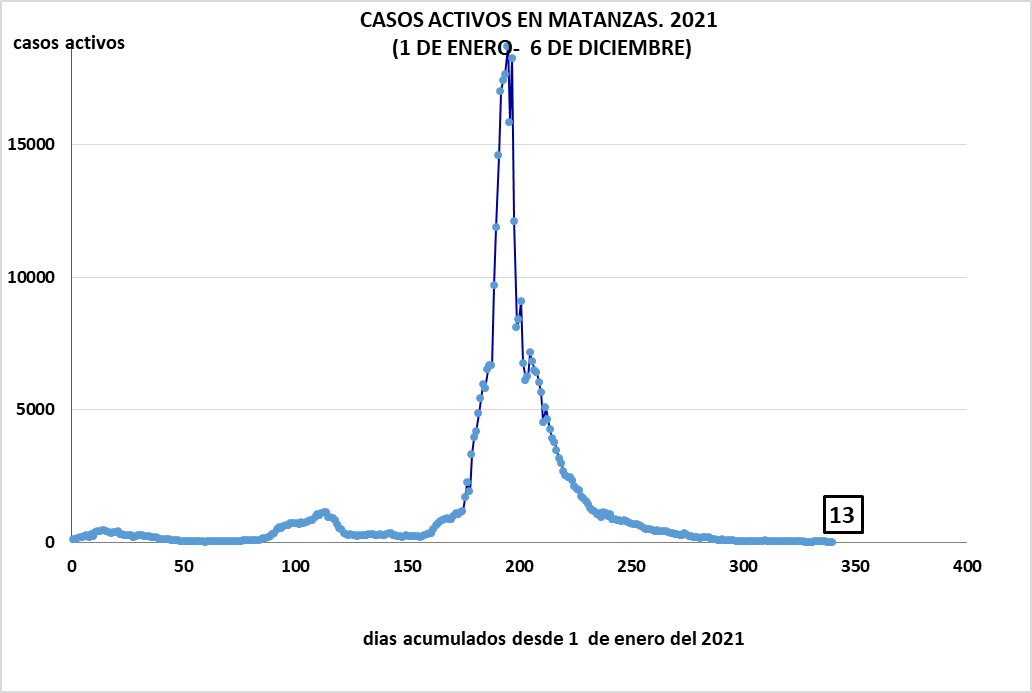 CASOS ACTIVOS EN MATANZAS. 2021
(1 DE ENERO-  6 DE DICIEMBRE)
casos activos
15000
10000
5000
0
13
0 50 100 150 200 250 300 350 400
dias acumulados desde 1  de enero del 2021